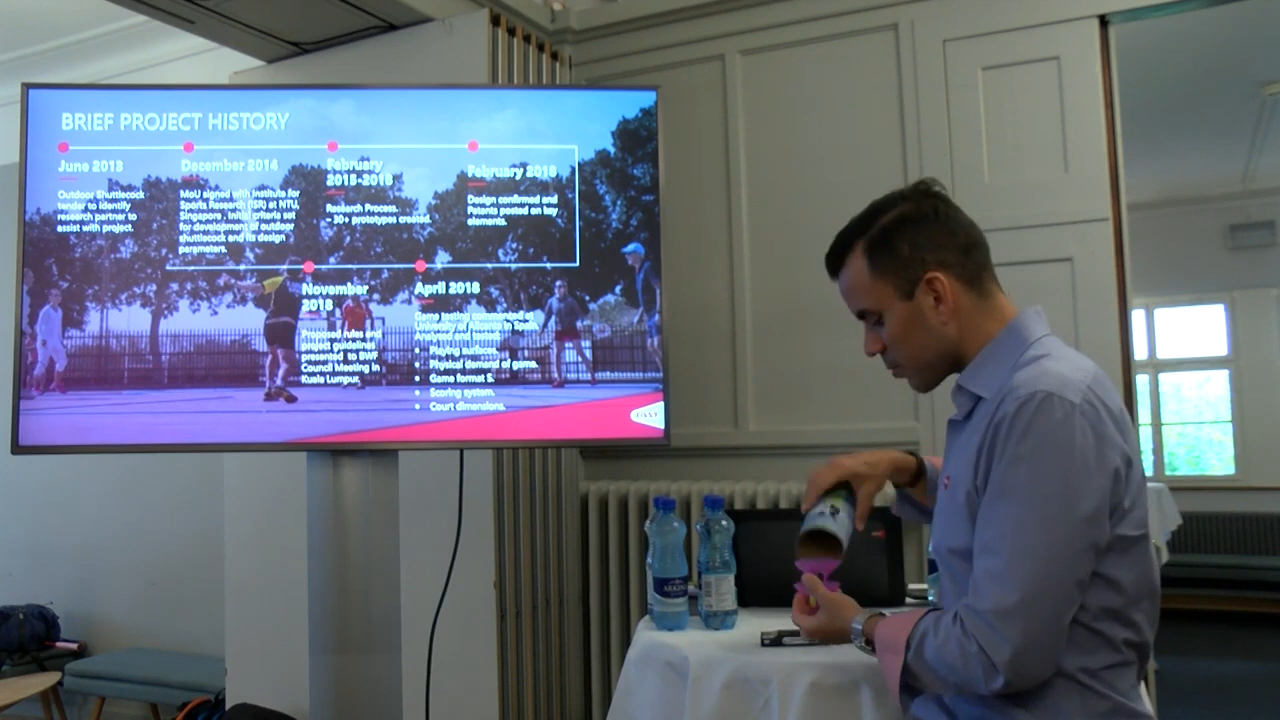 BRIEF PROJECT HISTORY
June 2013
Outdoor Shuttlecock
tender to identify
research partner to
assist with project.
December 2014
MoU signed with Institute for
Sports Research (ISR) at NTU,
Singapore . Initial criteria set
for development of outdoor
shuttlecock and its design
parameters.
February
2015-2018
Research Process.
~ 30+ prototypes created.
February 2018
Design confirmed and
Patents posted on key
elements.
November
2018
Proposed rules and
project guidelines
presented to BWF
Council Meeting in
Kuala Lumpur.
April 2018
Game testing commented at
University of Alicante in Spain.
Analyses and tested:
• Playing surfaces.
• Physical demand of game.
• Game format S.
• Scoring system.
• Court dimensions.